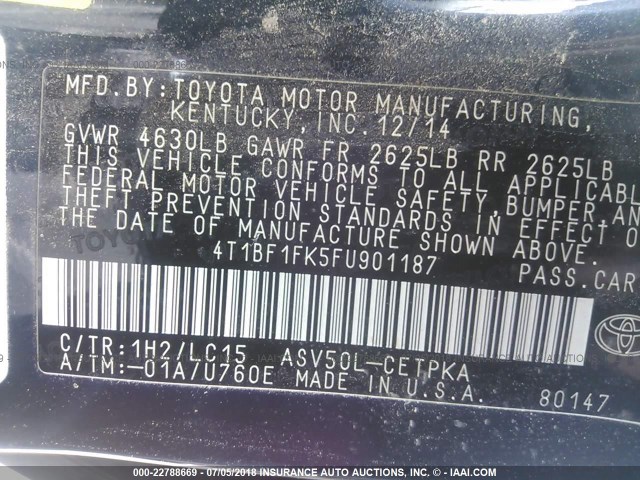 MFD. BY: TOYOTA MOTOR MANUFACTURING,
KENTUCKY, INC. 12/14
GVWR 4630LB GAWR FR 2625LB RR 2625LB
THIS VEHICLE CONFORMS TO ALL APPLICABL
FEDERAL MOTOR VEHICLE SAFETY, BUMPER, AN
THEFT PREVENTION STANDARDS IN EFFECT O
THE DATE OF MANUFACTURE SHOWN ABOVE.
4T1BF1FK5FU901187 PASS. CAR
C/TR: 1H2/LC15 ASV50L-CETPKA
A/TM: -01A/U760E MADE IN U.S.A. 80147
000-22788669 07/05/2018 INSURANCE AUTO AUCTIONS, INC. - IAAI.COM